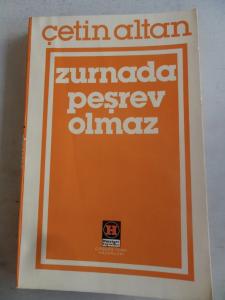 çetin altan
zurnada
peşrev
olmaz